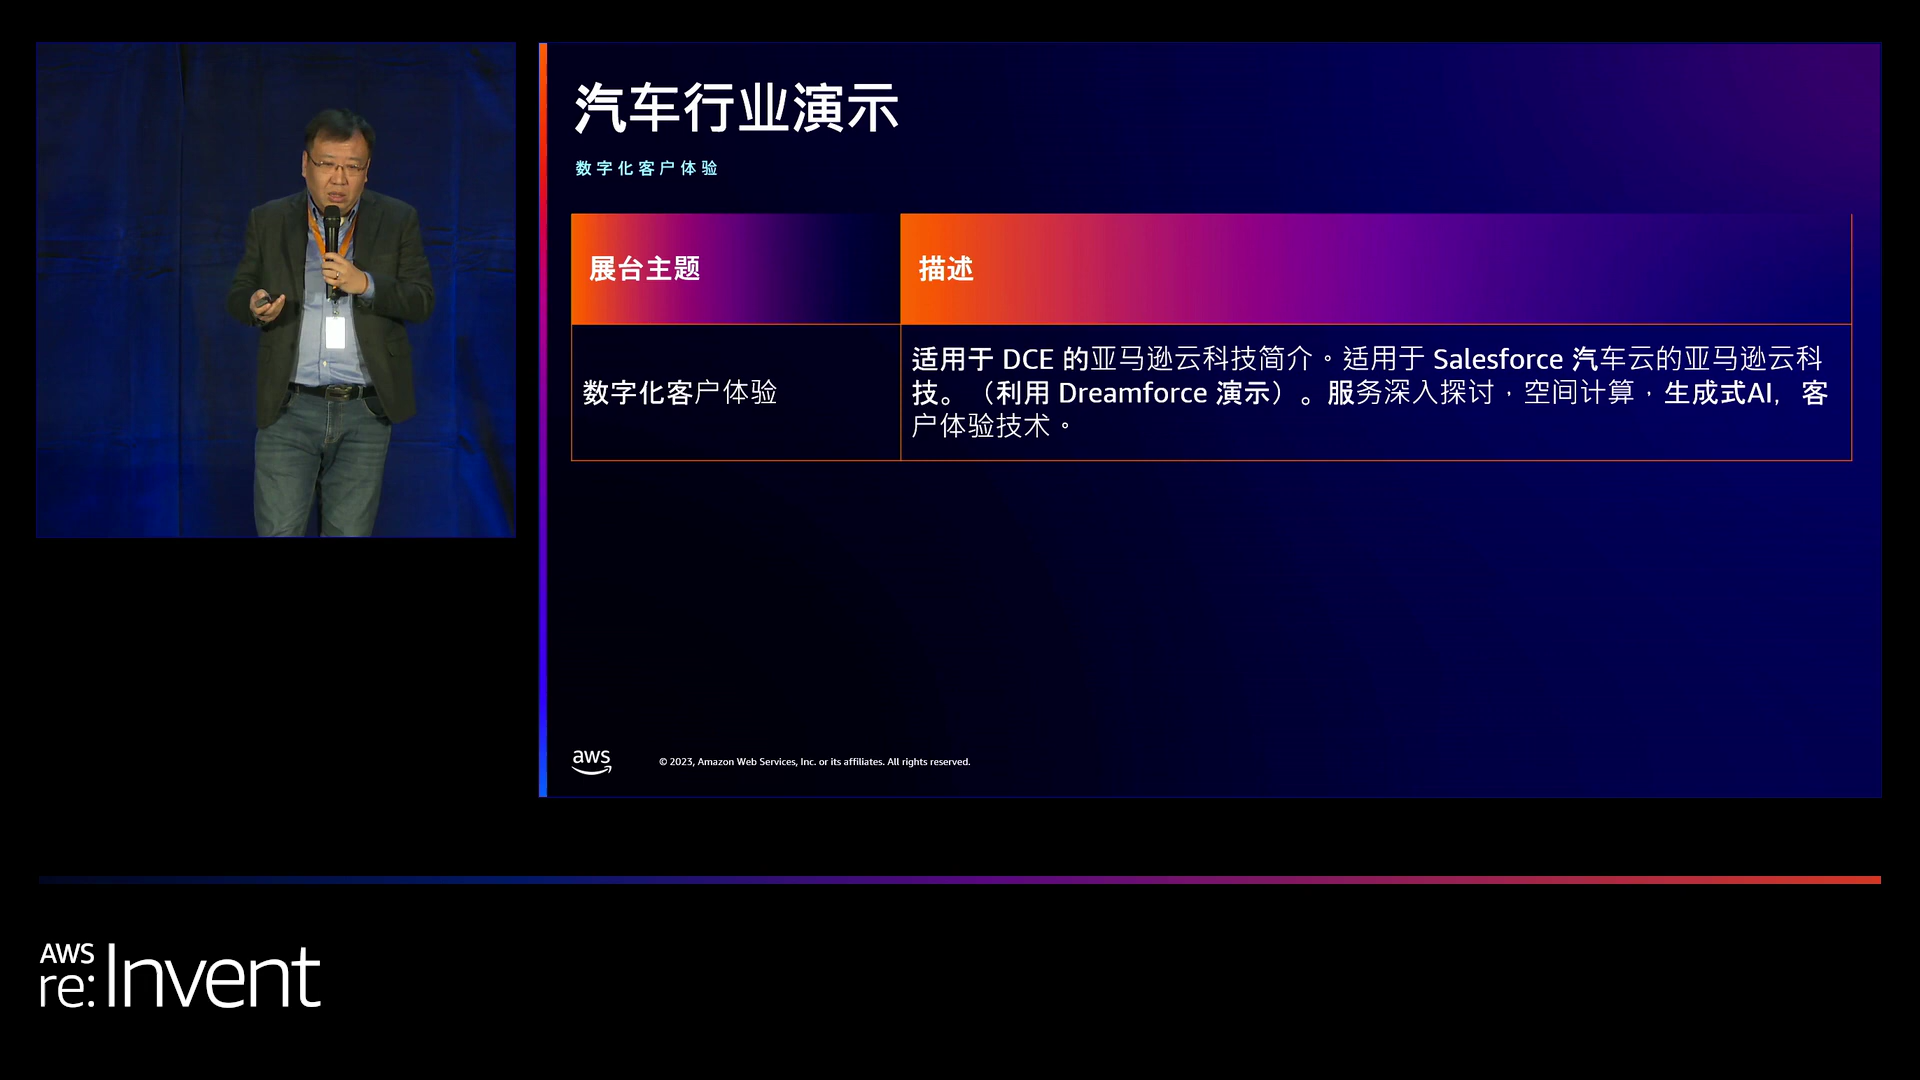 汽车行业演示
数字化客户体验
展台主题
描述
数字化客户体验
适用于 DCE 的亚马逊云科技简介。适用于 Salesforce 汽车云的亚马逊云科
技。（利用 Dreamforce 演示）。服务深入探讨，空间计算，生成式AI, 客
户体验技术。
aws
© 2023, Amazon Web Services, Inc. or its affiliates. All rights reserved.
AWS
re:Invent